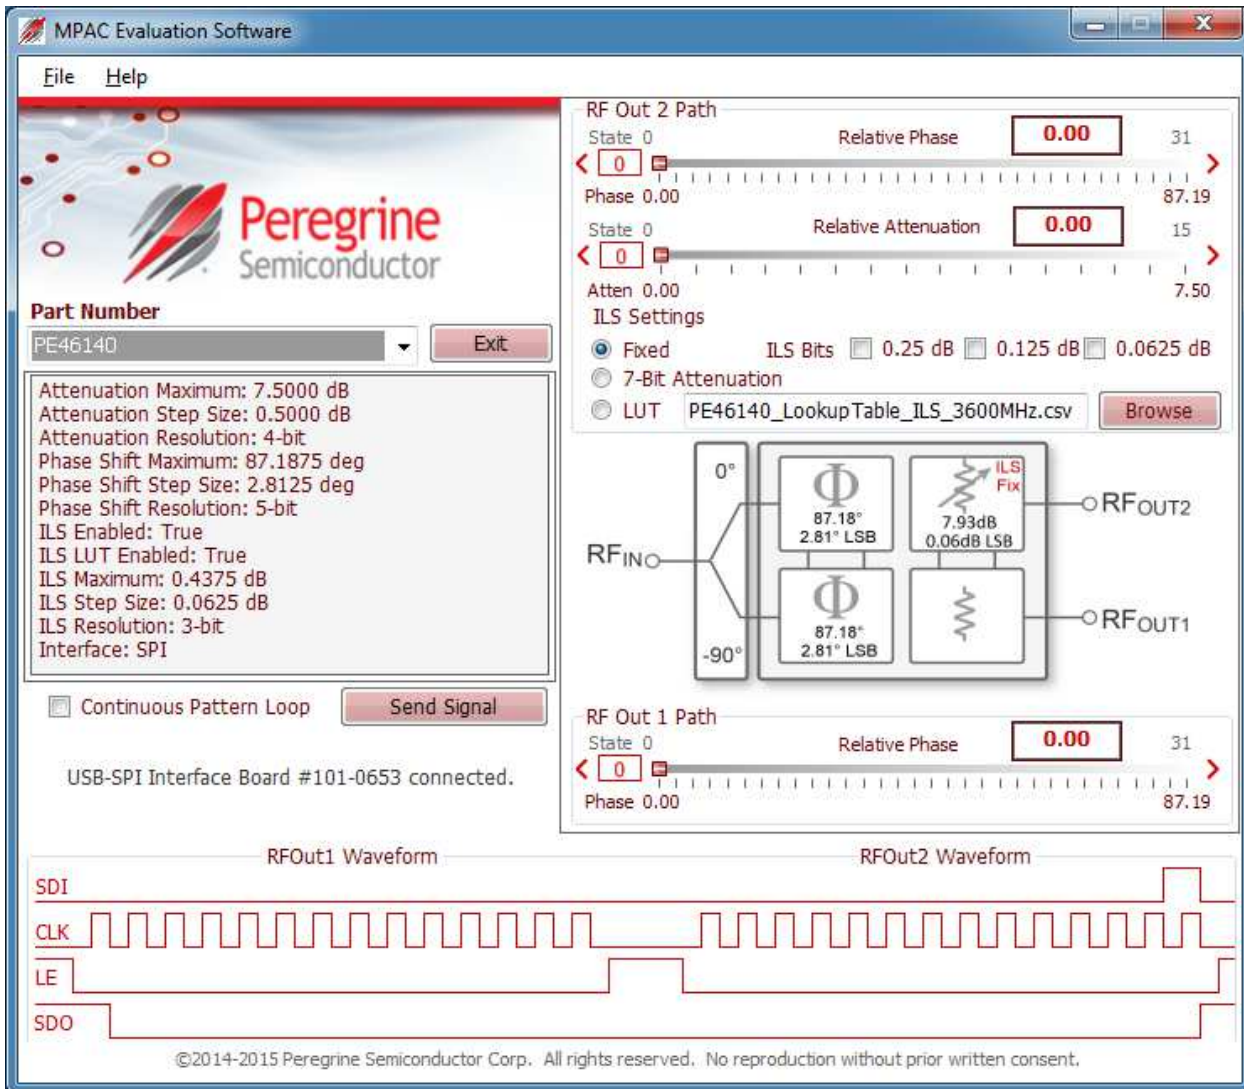 MPAC Evaluation Software
File Help
Peregrine
Semiconductor
Part Number
PE46140
Exit
Attenuation Maximum: 7.5000 dB
Attenuation Step Size: 0.5000 dB
Attenuation Resolution: 4-bit
Phase Shift Maximum: 87.1875 deg
Phase Shift Step Size: 2.8125 deg
Phase Shift Resolution: 5-bit
ILS Enabled: True
ILS LUT Enabled: True
ILS Maximum: 0.4375 dB
ILS Step Size: 0.0625 dB
ILS Resolution: 3-bit
Interface: SPI
Continuous Pattern Loop
Send Signal
USB-SPI Interface Board #101-0653 connected.
RF Out 2 Path
State 0 Relative Phase 0.00 31
0
Phase 0.00 87.19
State 0 Relative Attenuation 0.00 15
0
Atten 0.00 7.50
ILS Settings
Fixed ILS Bits 0.25 dB 0.125 dB 0.0625 dB
7-Bit Attenuation
LUT PE46140_LookupTable_ILS_3600MHz.csv Browse
0°
Φ
87.18°
2.81° LSB
ILS
Fix
7.93dB
0.06dB LSB
RFOUT2
RFIN
Φ
87.18°
2.81° LSB
RFOUT1
-90°
RF Out 1 Path
State 0 Relative Phase 0.00 31
0
Phase 0.00 87.19
RFOut1 Waveform RFOut2 Waveform
SDI
CLK
LE
SDO
©2014-2015 Peregrine Semiconductor Corp. All rights reserved. No reproduction without prior written consent.